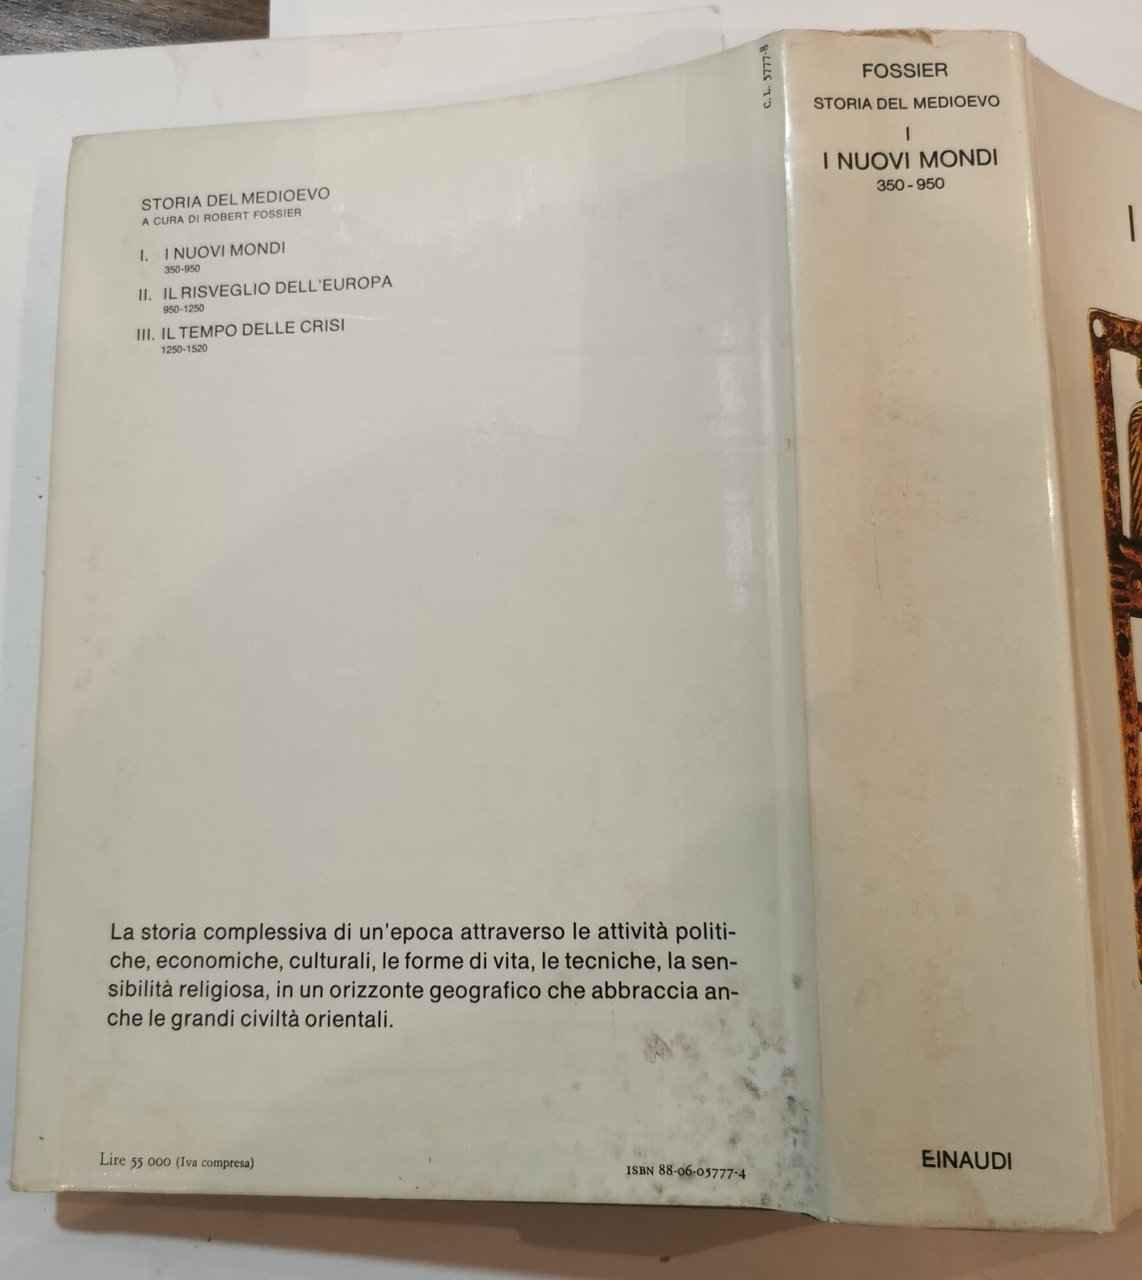 STORIA DEL MEDIOEVO
A CURA DI ROBERT FOSSIER
I. I NUOVI MONDI
350-950
II. IL RISVEGLIO DELL'EUROPA
950-1250
III. IL TEMPO DELLE CRISI
1250-1520
La storia complessiva di un'epoca attraverso le attività politi-
che, economiche, culturali, le forme di vita, le tecniche, la sen-
sibilità religiosa, in un orizzonte geografico che abbraccia an-
che le grandi civiltà orientali.
Lire 55 000 (Iva compresa)
ISBN 88-06-05777-4
C. L. 5777-8
FOSSIER
STORIA DEL MEDIOEVO
I
I NUOVI MONDI
350-950
EINAUDI
I